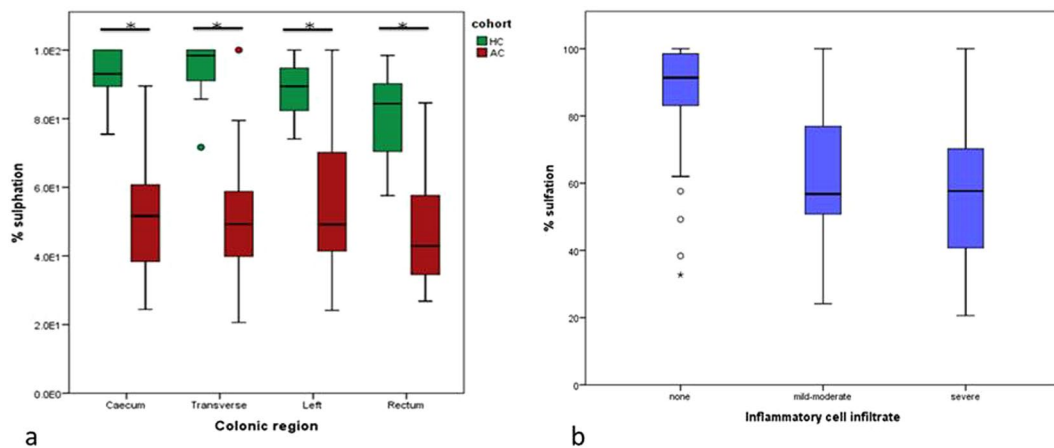 * * * *
cohort
HC
AC
1.0E2
8.0E1
6.0E1
4.0E1
2.0E1
0.0E0
% sulphation
Caecum Transverse Left Rectum
Colonic region
a
100
80
60
40
20
0
% sulfation
*
none mild-moderate severe
Inflammatory cell infiltrate
b